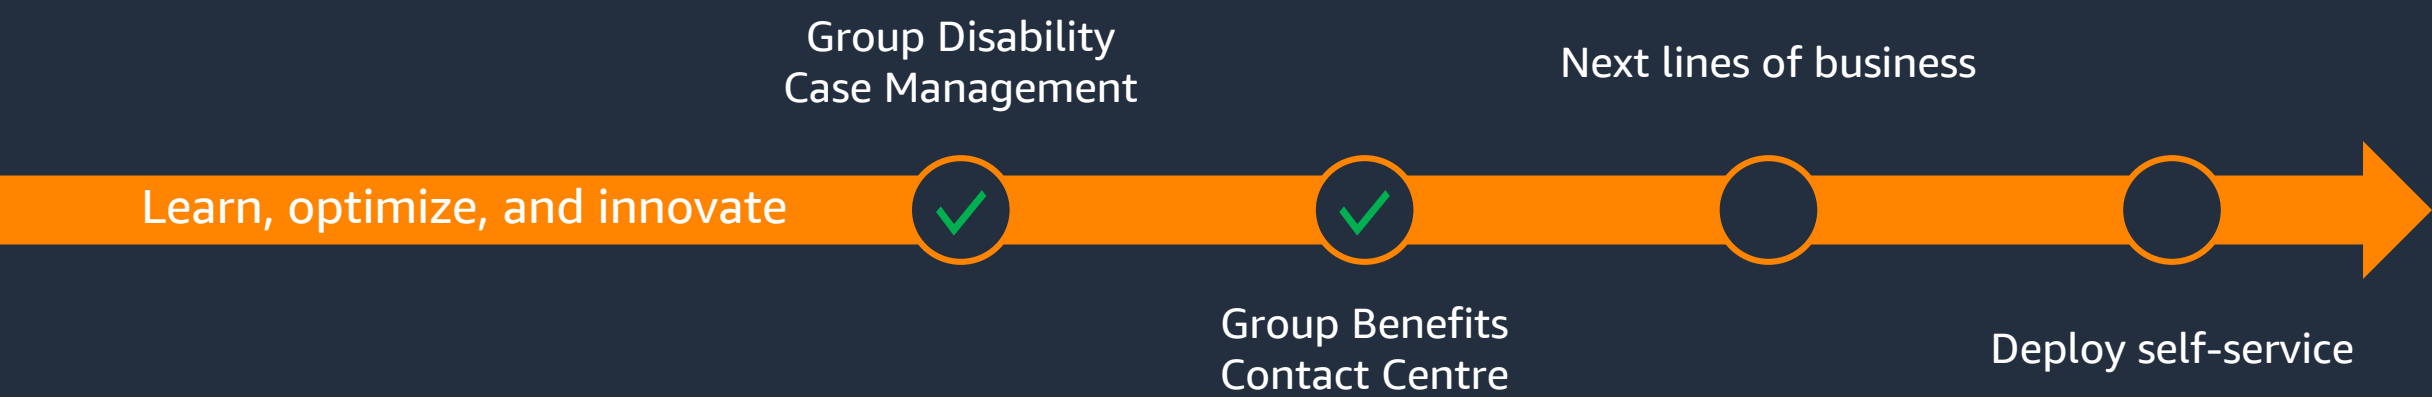 Group Disability
Case Management
Next lines of business
Learn, optimize, and innovate
Group Benefits
Contact Centre
Deploy self-service